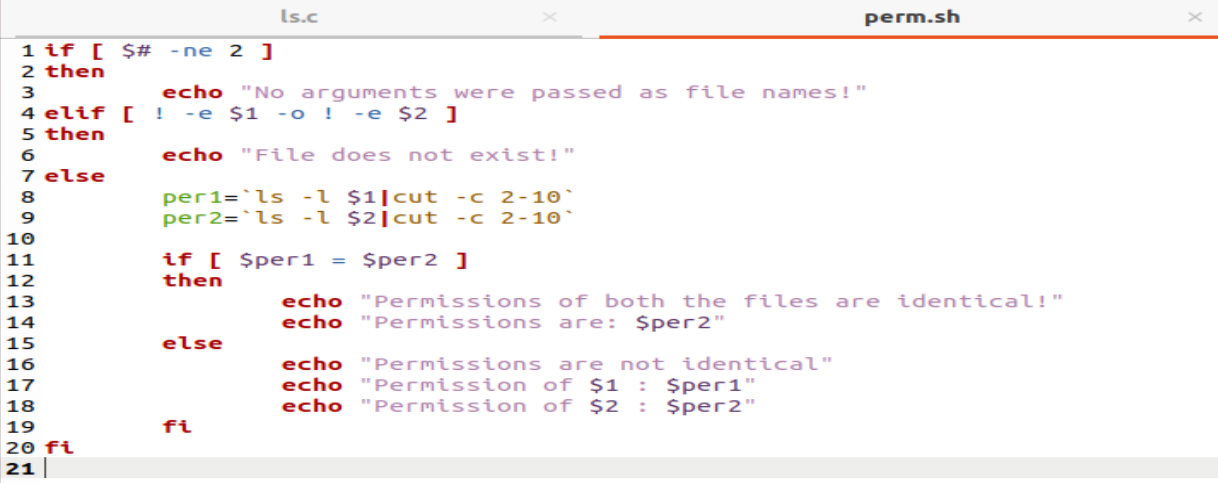 ls.c × perm.sh ×
1 if [ $# -ne 2 ]
2 then
3 echo "No arguments were passed as file names!"
4 elif [ ! -e $1 -o ! -e $2 ]
5 then
6 echo "File does not exist!"
7 else
8 per1=`ls -l $1|cut -c 2-10`
9 per2=`ls -l $2|cut -c 2-10`
10
11 if [ $per1 = $per2 ]
12 then
13 echo "Permissions of both the files are identical!"
14 echo "Permissions are: $per2"
15 else
16 echo "Permissions are not identical"
17 echo "Permission of $1 : $per1"
18 echo "Permission of $2 : $per2"
19 fi
20 fi
21